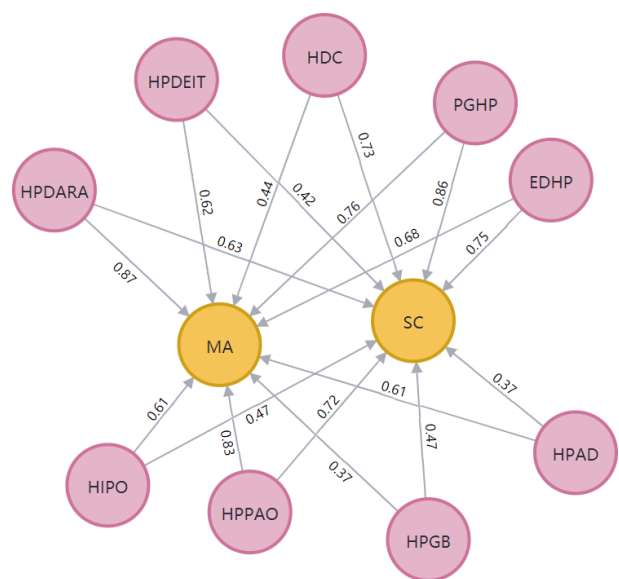 HDC
HPDEIT
PGHP
EDHP
HPDARA
0.73
0.44
0.62
0.42
0.76
0.86
0.68
0.75
0.63
0.87
SC
MA
0.61
0.47
0.83
0.72
0.37
0.47
0.61
0.37
HPAD
HIPO
HPPAO
HPGB